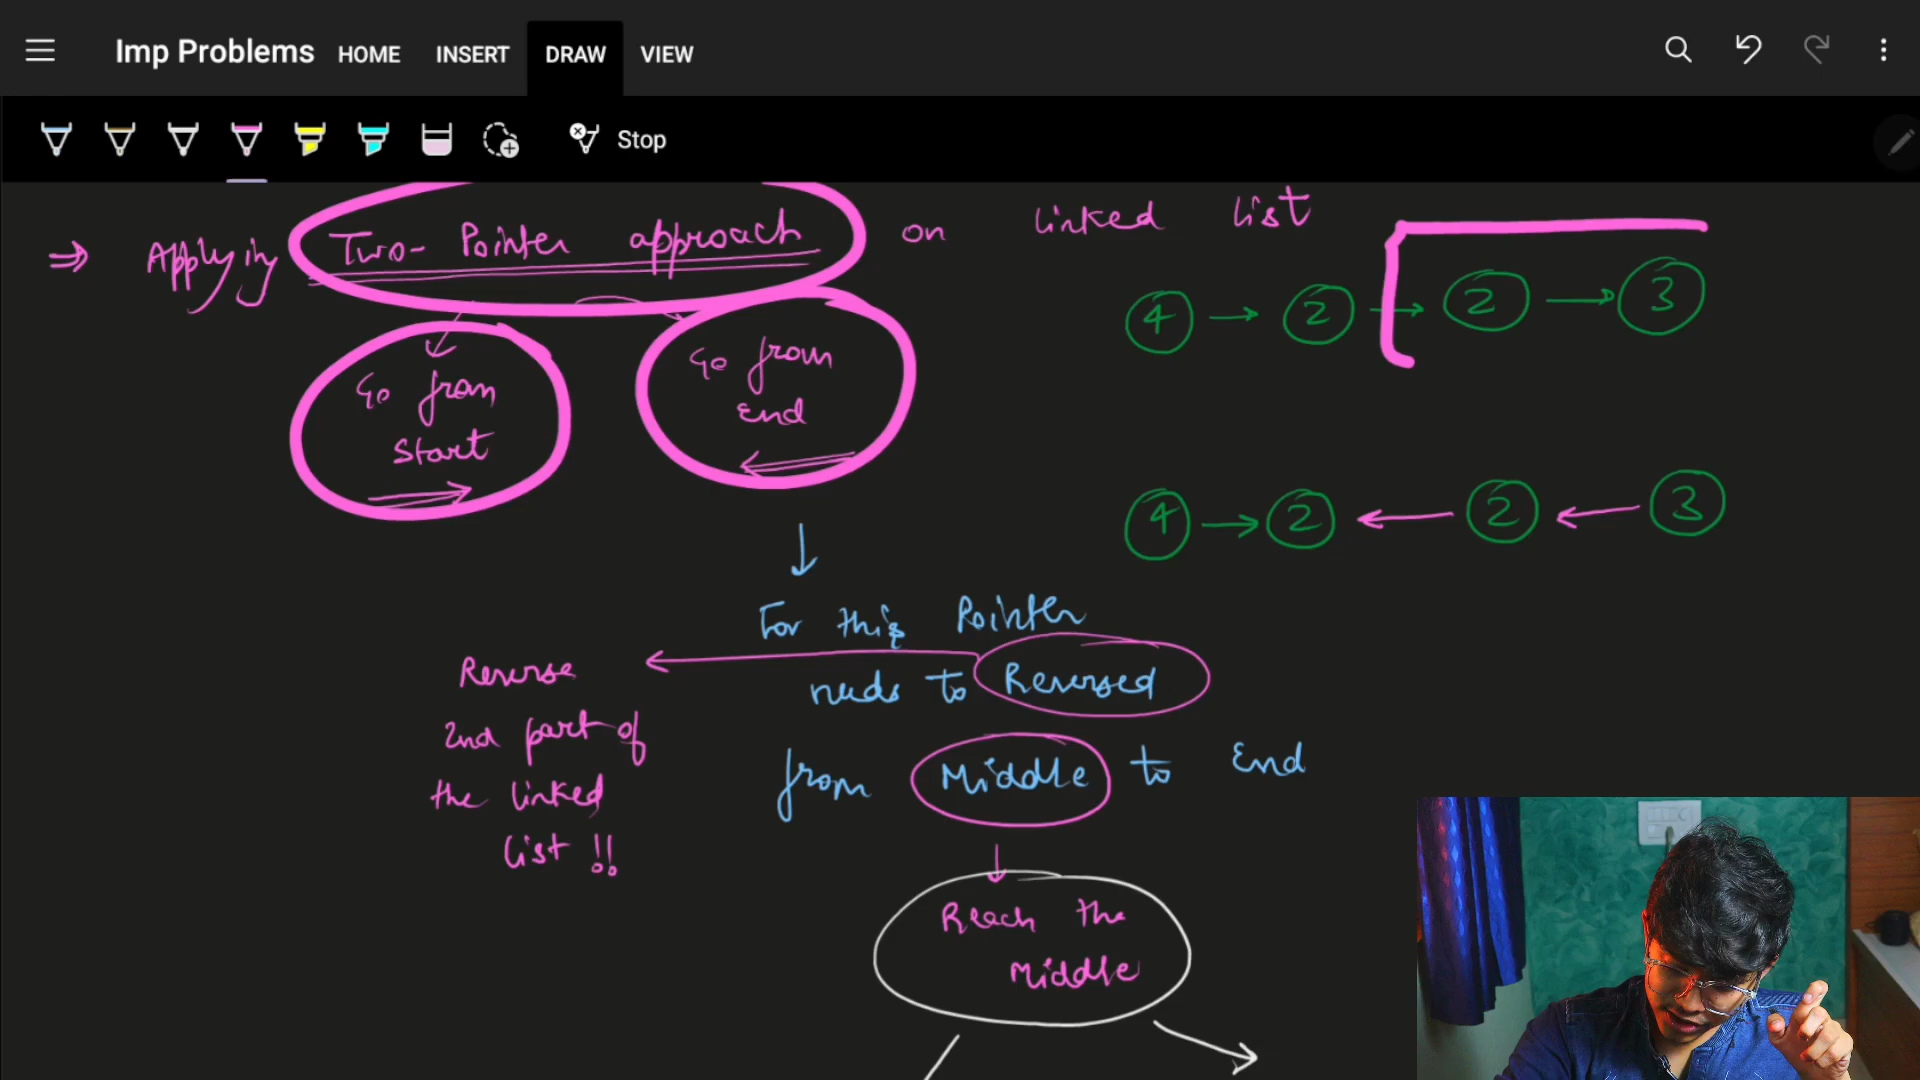 Imp Problems HOME INSERT DRAW VIEW
Stop
⇒ Applying Two-Pointer approach on linked list
4 → 2 → 2 → 3
Go from
Start
Go from
End
4 → 2 ← 2 ← 3
For this Pointer
needs to Reversed
from Middle to End
Reverse
2nd part of
the linked
list !!
Reach the
Middle